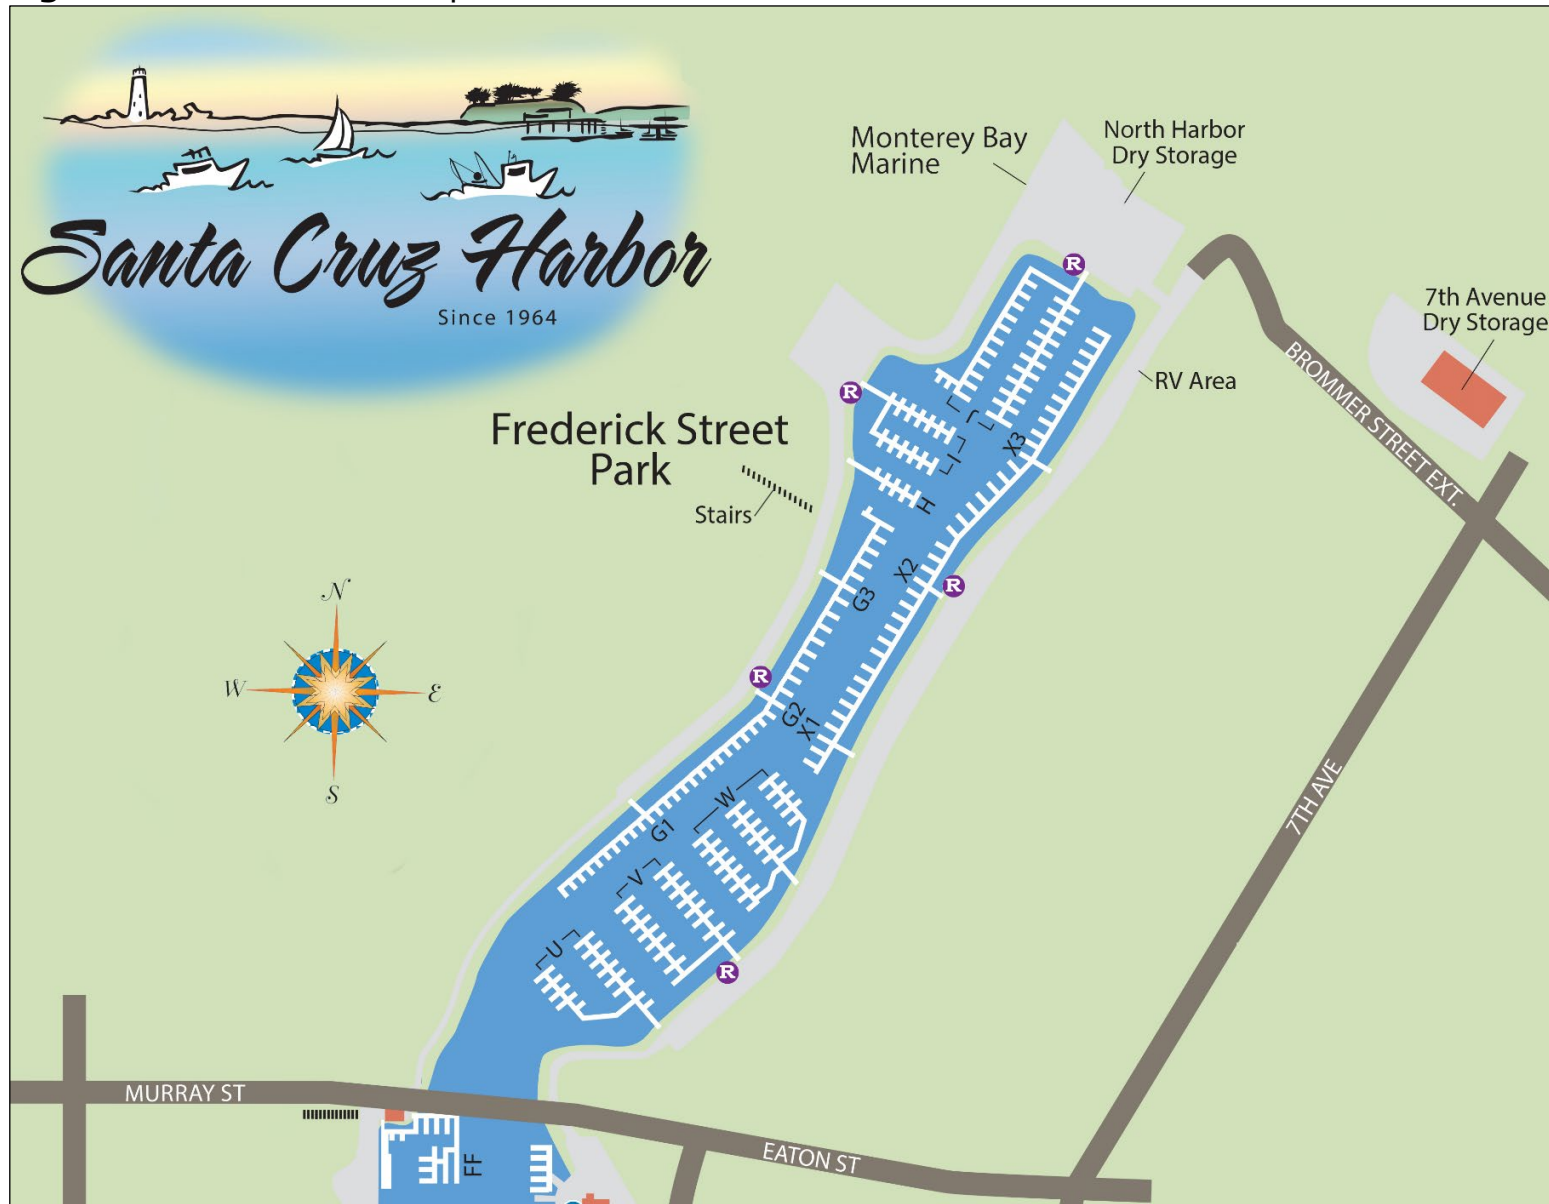 Santa Cruz Harbor
Since 1964
Monterey Bay
Marine
North Harbor
Dry Storage
7th Avenue
Dry Storage
R
RV Area
BROMMER STREET EXT.
R
Frederick Street
Park
Stairs
J
X3
I
H
X2
R
G3
N
W
E
S
R
G2
X1
7TH AVE
W
G1
V
U
R
MURRAY ST
FF
EATON ST